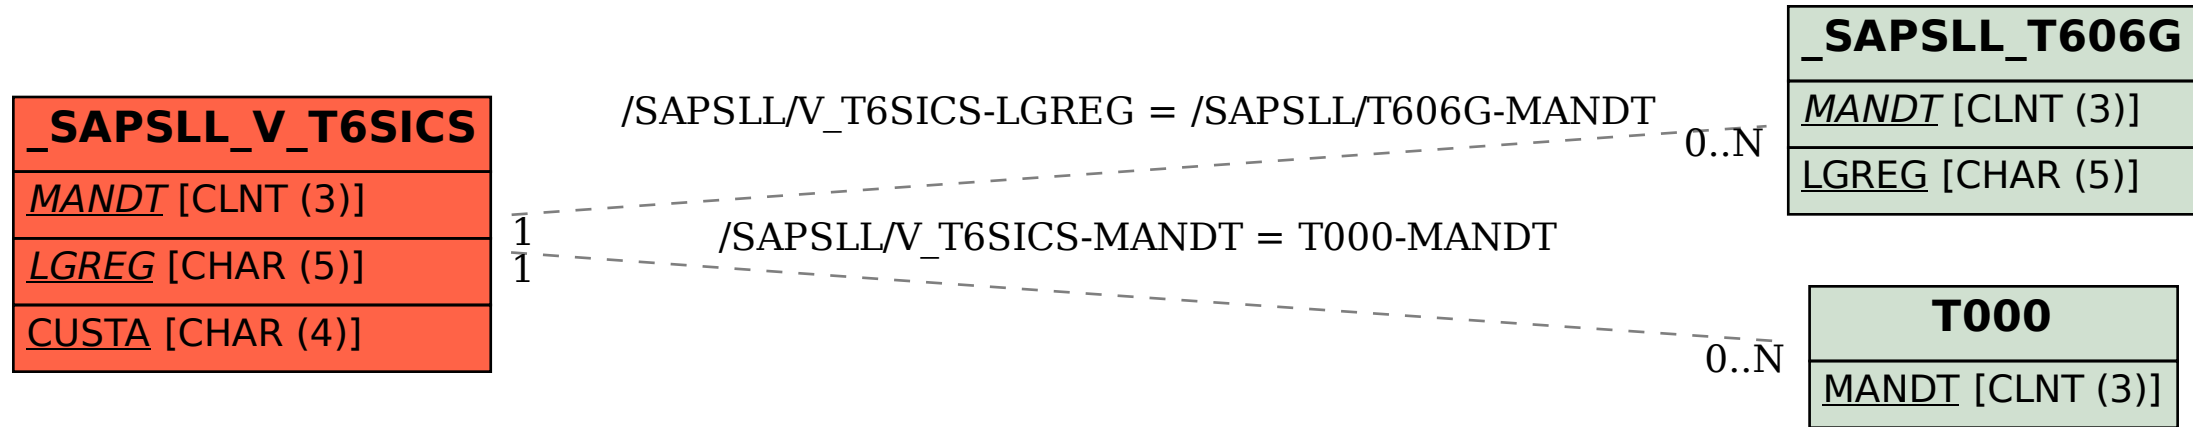 _SAPSLL_V_T6SICS
MANDT [CLNT (3)]
LGREG [CHAR (5)]
CUSTA [CHAR (4)]
/SAPSLL/V_T6SICS-LGREG = /SAPSLL/T606G-MANDT
0..N
1
/SAPSLL/V_T6SICS-MANDT = T000-MANDT
1
0..N
_SAPSLL_T606G
MANDT [CLNT (3)]
LGREG [CHAR (5)]
T000
MANDT [CLNT (3)]